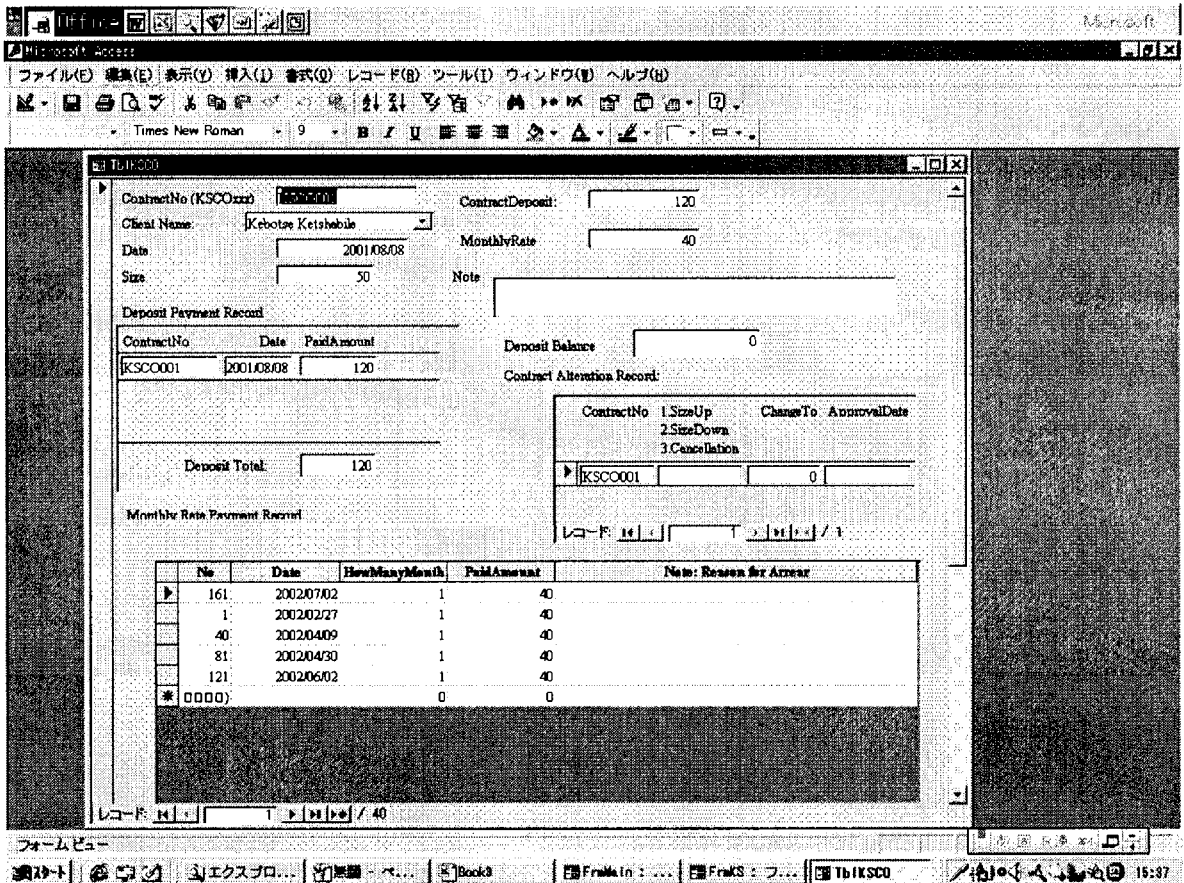 Office
Microsoft
Microsoft Access
ファイル(F) 編集(E) 表示(V) 挿入(I) 書式(O) レコード(R) ツール(T) ウィンドウ(W) ヘルプ(H)
Times New Roman 9 B I U
TblKSCO
ContractNo (KSCOxxx)
ContractDeposit: 120
Client Name: Kebotse Ketshabile
MonthlyRate 40
Date 2001/08/08
Size 50
Note
Deposit Payment Record
ContractNo Date PaidAmount
KSCO001 2001/08/08 120
Deposit Balance 0
Contract Alteration Record:
ContractNo 1.SizeUp ChangeTo ApprovalDate
2.SizeDown
3.Cancellation
KSCO001 0
Deposit Total: 120
レコード: 1 / 1
Monthly Rate Payment Record
No Date HowManyMonth PaidAmount Note: Reason for Arrear
161 2002/07/02 1 40
1 2002/02/27 1 40
40 2002/04/09 1 40
81 2002/04/30 1 40
121 2002/06/02 1 40
0 0
レコード: 1 / 40
フォーム ビュー
スタート エクスプロ... Book3 FrmMain : ... FrmKS : フ... TblKSCO 15:37